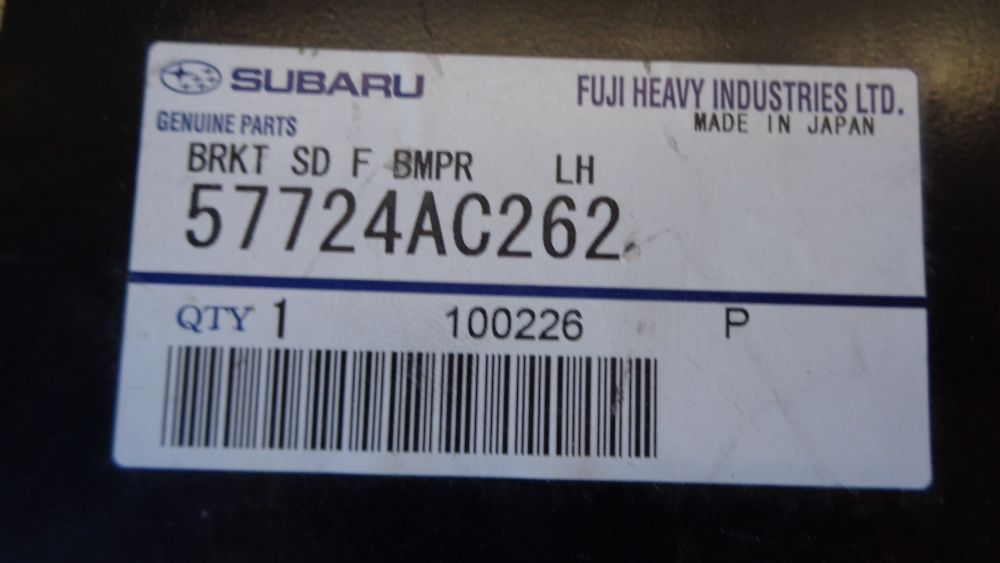 SUBARU FUJI HEAVY INDUSTRIES LTD.
GENUINE PARTS MADE IN JAPAN
BRKT SD F BMPR LH
57724AC262
QTY 1 100226 P